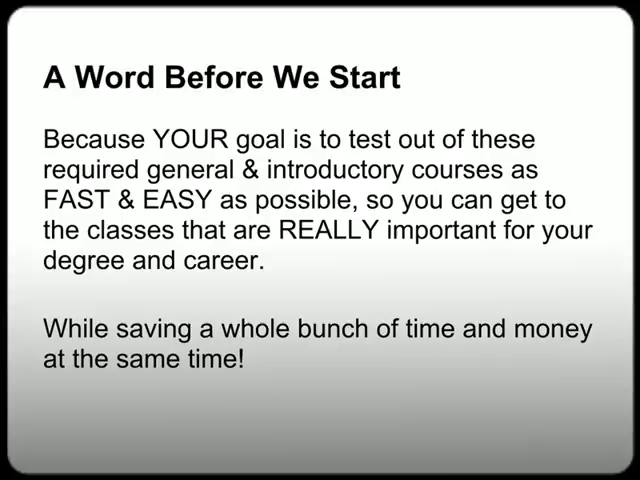 A Word Before We Start
Because YOUR goal is to test out of these
required general & introductory courses as
FAST & EASY as possible, so you can get to
the classes that are REALLY important for your
degree and career.
While saving a whole bunch of time and money
at the same time!